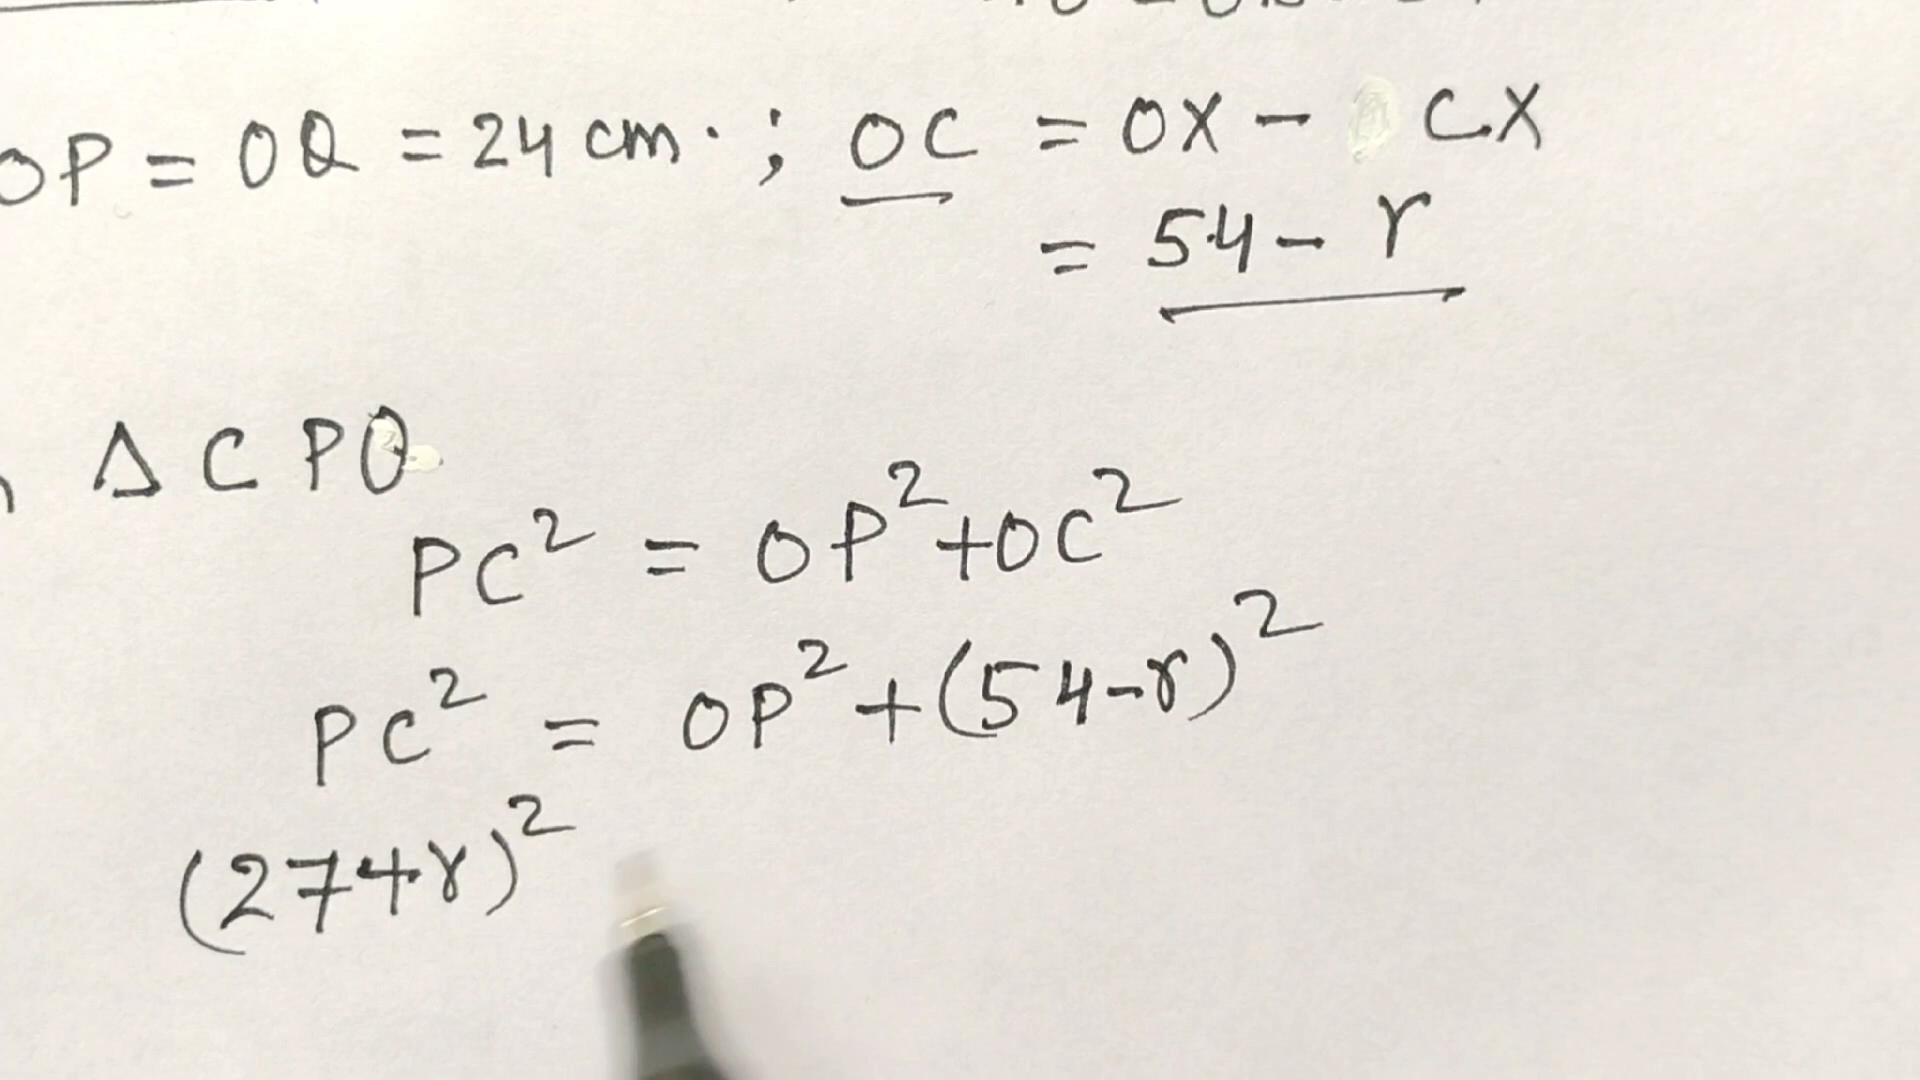 OP = OQ = 24 cm. ; OC = OX - CX
= 54 - r
Δ CPO
PC² = OP² + OC²
PC² = OP² + (54-r)²
(27+r)²